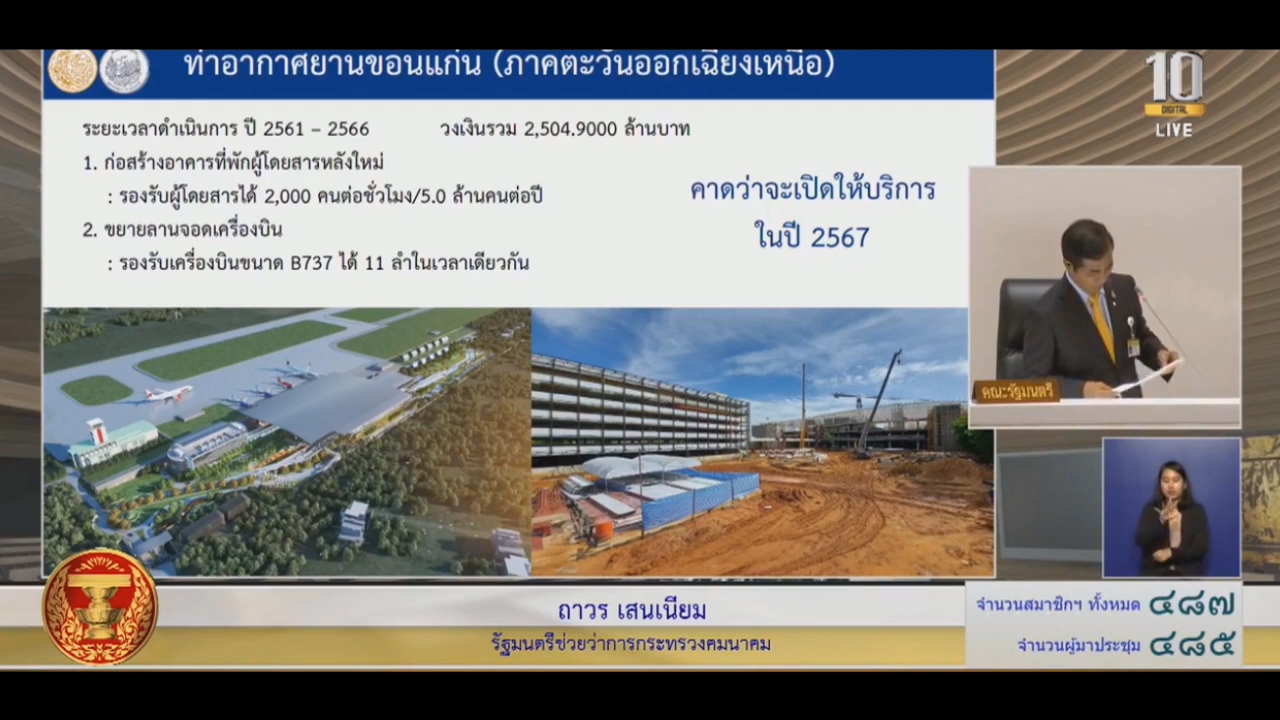 ท่าอากาศยานขอนแก่น (ภาคตะวันออกเฉียงเหนือ)
ระยะเวลาดำเนินการ ปี 2561 – 2566 วงเงินรวม 2,504.9000 ล้านบาท
1. ก่อสร้างอาคารที่พักผู้โดยสารหลังใหม่
: รองรับผู้โดยสารได้ 2,000 คนต่อชั่วโมง/5.0 ล้านคนต่อปี
2. ขยายลานจอดเครื่องบิน
: รองรับเครื่องบินขนาด B737 ได้ 11 ลำในเวลาเดียวกัน
คาดว่าจะเปิดให้บริการ
ในปี 2567
10
DIGITAL
LIVE
คณะรัฐมนตรี
ถาวร เสนเนียม
รัฐมนตรีช่วยว่าการกระทรวงคมนาคม
จำนวนสมาชิกฯ ทั้งหมด ๔๘๗
จำนวนผู้มาประชุม ๔๘๕